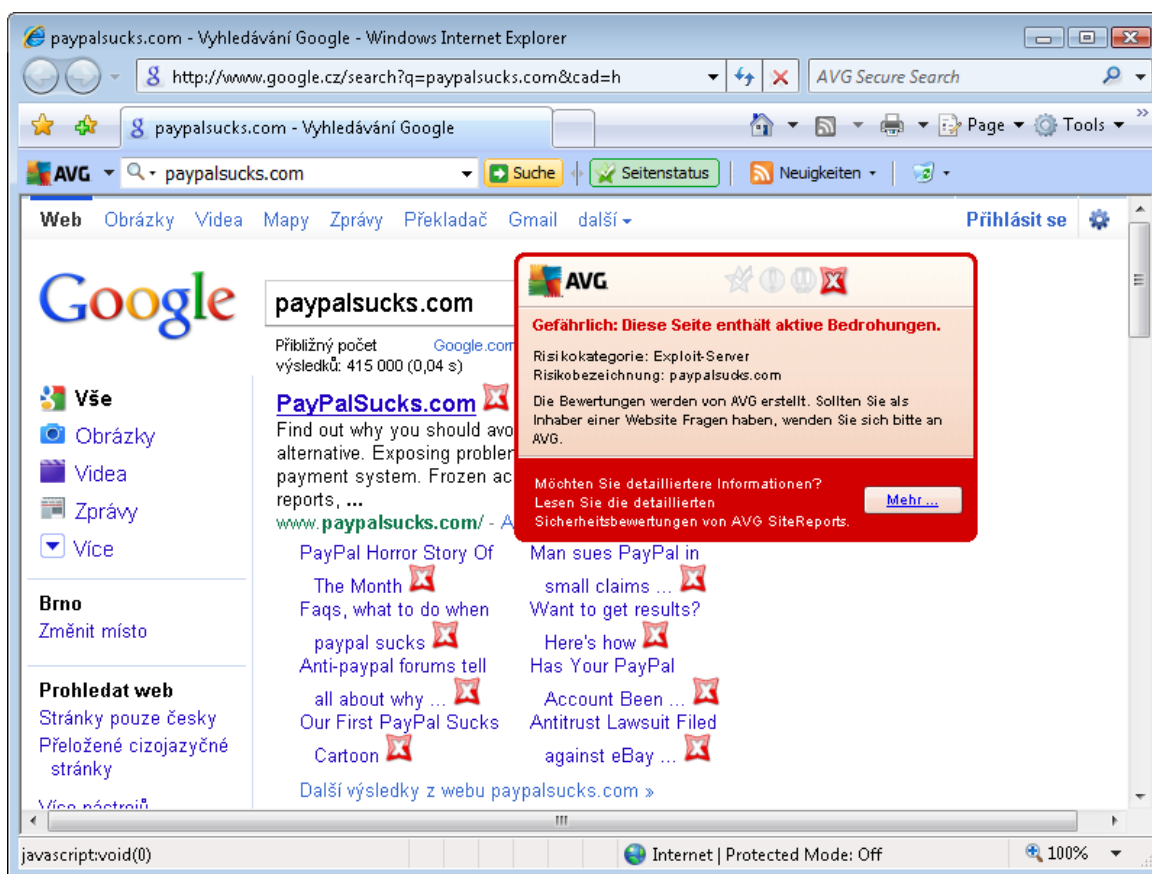 paypalsucks.com - Vyhledávání Google - Windows Internet Explorer
http://www.google.cz/search?q=paypalsucks.com&cad=h
AVG Secure Search
paypalsucks.com - Vyhledávání Google
Page
Tools
AVG
paypalsucks.com
Suche
Seitenstatus
Neuigkeiten
Web Obrázky Videa Mapy Zprávy Překladač Gmail další
Přihlásit se
Google
paypalsucks.com
Přibližný počet
výsledků: 415 000 (0,04 s)
Google.com
AVG
Gefährlich: Diese Seite enthält aktive Bedrohungen.
Risikokategorie: Exploit-Server
Risikobezeichnung: paypalsucks.com
Die Bewertungen werden von AVG erstellt. Sollten Sie als
Inhaber einer Website Fragen haben, wenden Sie sich bitte an
AVG.
Möchten Sie detailliertere Informationen?
Lesen Sie die detaillierten
Sicherheitsbewertungen von AVG SiteReports.
Mehr ...
Vše
Obrázky
Videa
Zprávy
Více
Brno
Změnit místo
Prohledat web
Stránky pouze česky
Přeložené cizojazyčné
stránky
Více nástrojů
PayPalSucks.com
Find out why you should avo
alternative. Exposing probler
payment system. Frozen ac
reports, ...
www.paypalsucks.com/ - A
PayPal Horror Story Of
The Month
Faqs, what to do when
paypal sucks
Anti-paypal forums tell
all about why ...
Our First PayPal Sucks
Cartoon
Man sues PayPal in
small claims ...
Want to get results?
Here's how
Has Your PayPal
Account Been ...
Antitrust Lawsuit Filed
against eBay ...
Další výsledky z webu paypalsucks.com »
javascript:void(0)
Internet | Protected Mode: Off
100%